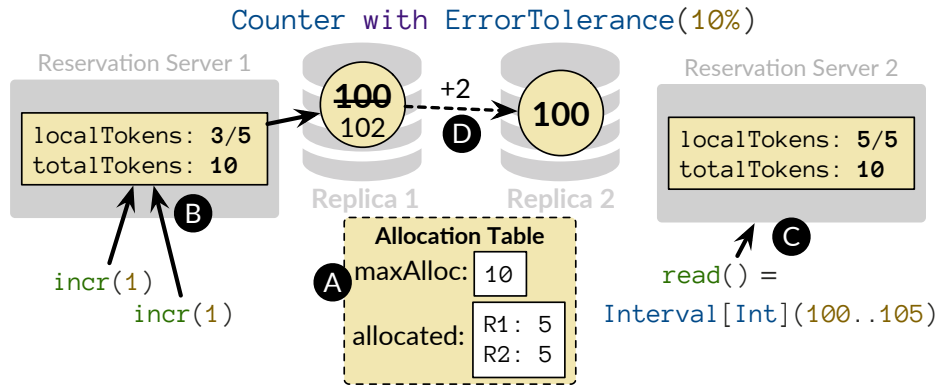 Counter with ErrorTolerance(10%)
Reservation Server 1
localTokens: 3/5
totalTokens: 10
B
incr(1)
incr(1)
100
102
Replica 1
+2
D
100
Replica 2
Allocation Table
A
maxAlloc: 10
allocated: R1: 5
R2: 5
Reservation Server 2
localTokens: 5/5
totalTokens: 10
C
read() =
Interval[Int](100..105)